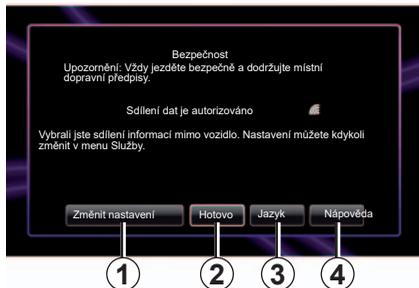 Bezpečnost
Upozornění: Vždy jezděte bezpečně a dodržujte místní
dopravní předpisy.
Sdílení dat je autorizováno
Vybrali jste sdílení informací mimo vozidlo. Nastavení můžete kdykoli
změnit v menu Služby.
Změnit nastavení Hotovo Jazyk Nápověda
1 2 3 4